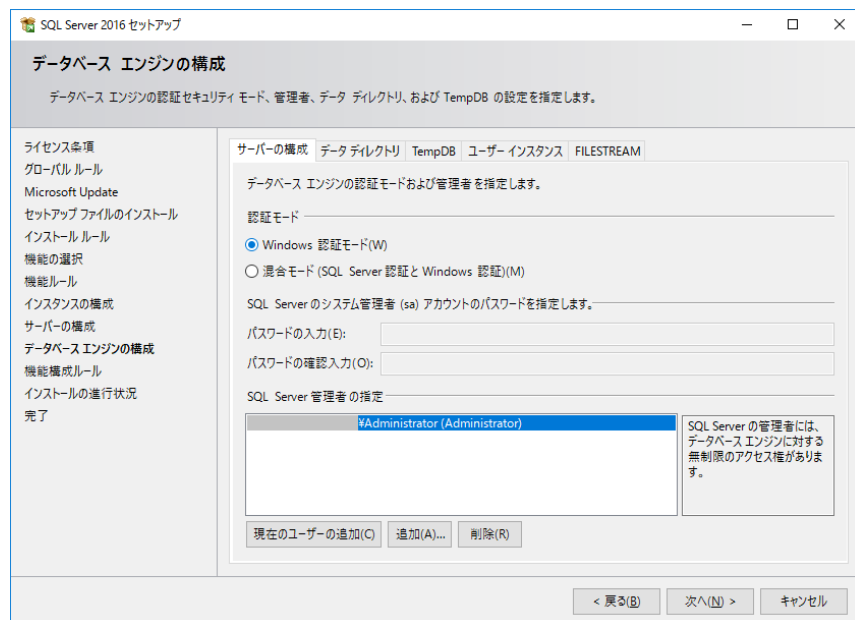 SQL Server 2016 セットアップ
データベース エンジンの構成
データベース エンジンの認証セキュリティ モード、管理者、データ ディレクトリ、および TempDB の設定を指定します。
ライセンス条項
グローバル ルール
Microsoft Update
セットアップ ファイルのインストール
インストール ルール
機能の選択
機能ルール
インスタンスの構成
サーバーの構成
データベース エンジンの構成
機能構成ルール
インストールの進行状況
完了
サーバーの構成 データ ディレクトリ TempDB ユーザー インスタンス FILESTREAM
データベース エンジンの認証モードおよび管理者を指定します。
認証モード
Windows 認証モード(W)
混合モード (SQL Server 認証と Windows 認証)(M)
SQL Server のシステム管理者 (sa) アカウントのパスワードを指定します。
パスワードの入力(E):
パスワードの確認入力(O):
SQL Server 管理者の指定
¥Administrator (Administrator)
SQL Server の管理者には、
データベース エンジンに対する
無制限のアクセス権がありま
す。
現在のユーザーの追加(C) 追加(A)... 削除(R)
< 戻る(B) 次へ(N) > キャンセル